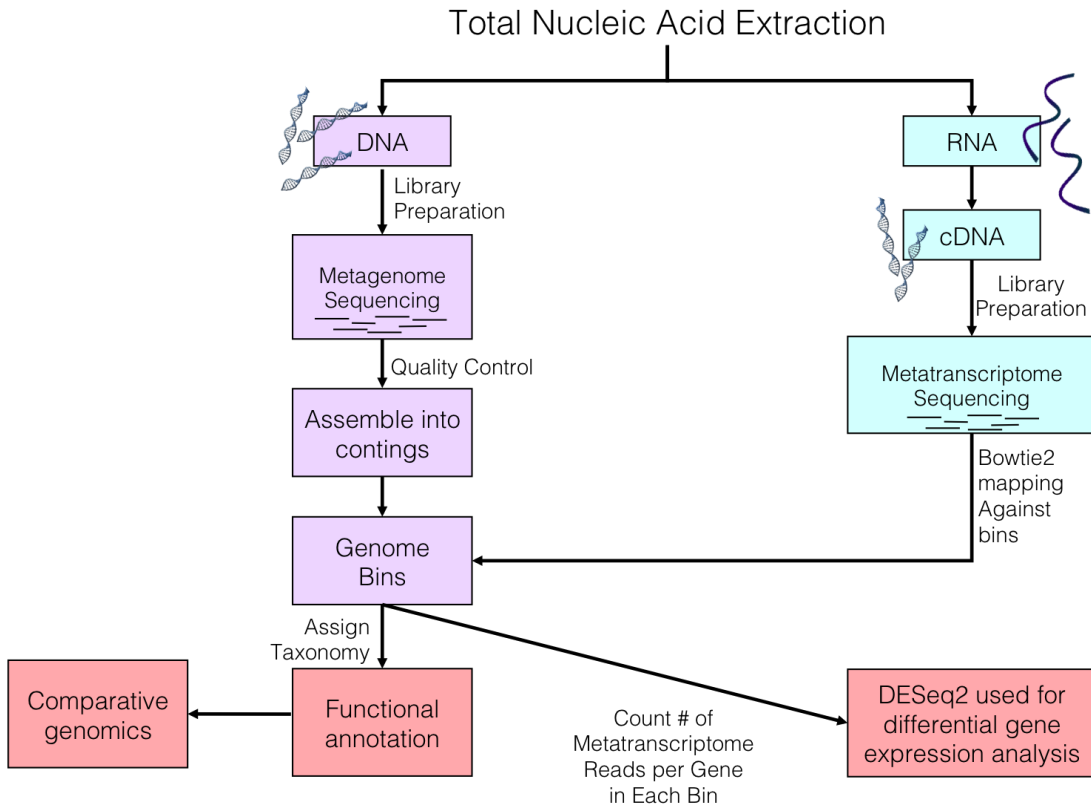 Total Nucleic Acid Extraction
DNA
RNA
Library
Preparation
cDNA
Metagenome
Sequencing
Library
Preparation
Quality Control
Metatranscriptome
Sequencing
Assemble into
contings
Bowtie2
mapping
Against
bins
Genome
Bins
Assign
Taxonomy
Comparative
genomics
Functional
annotation
Count # of
Metatranscriptome
Reads per Gene
in Each Bin
DESeq2 used for
differential gene
expression analysis